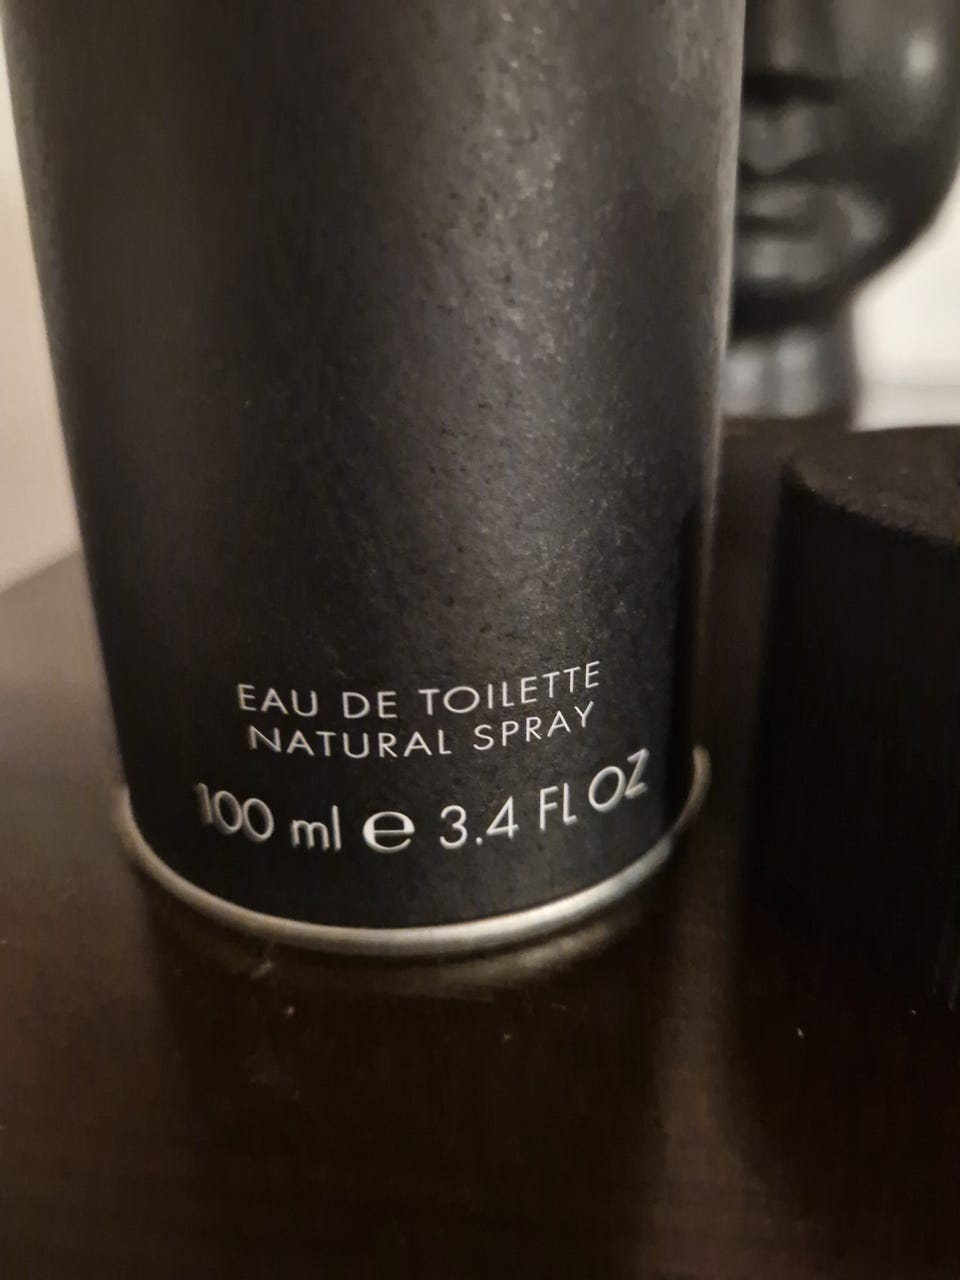 EAU DE TOILETTE
NATURAL SPRAY
100 ml ℮ 3.4 FL OZ